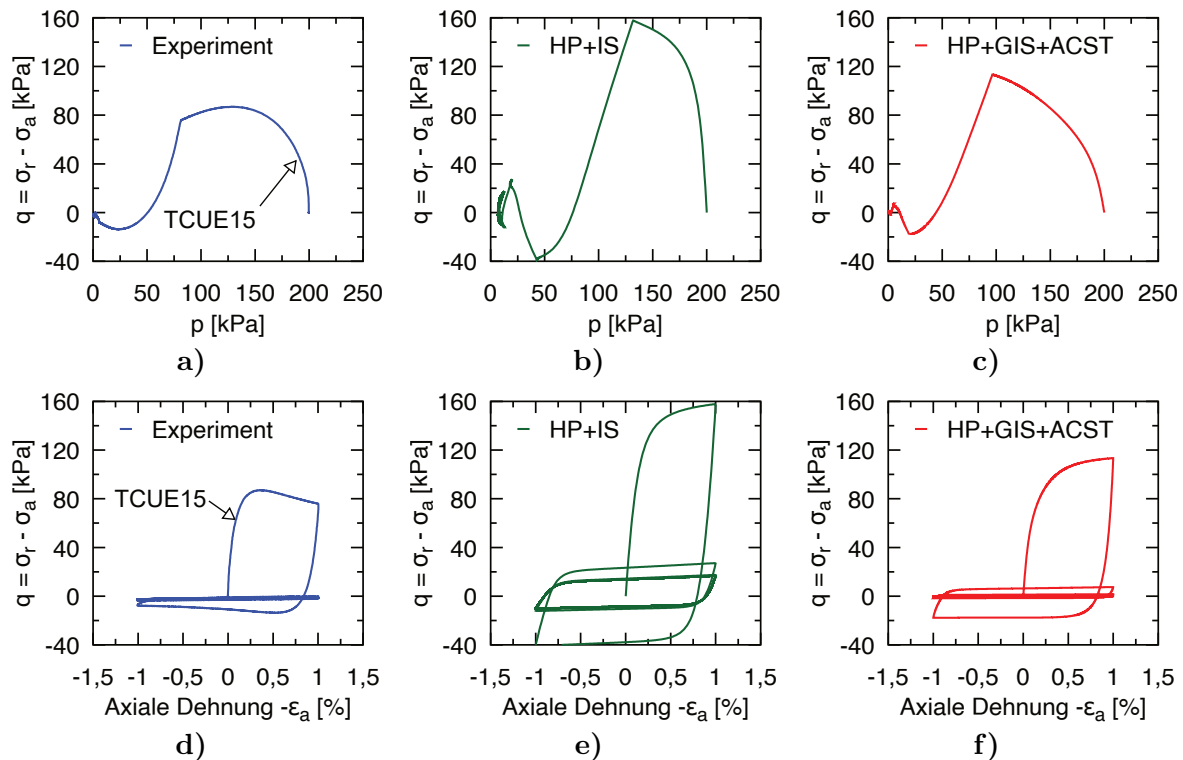 160
120
80
40
0
-40
q = σr - σa [kPa]
Experiment
TCUE15
0 50 100 150 200 250
p [kPa]
a)
160
120
80
40
0
-40
q = σr - σa [kPa]
HP+IS
0 50 100 150 200 250
p [kPa]
b)
160
120
80
40
0
-40
q = σr - σa [kPa]
HP+GIS+ACST
0 50 100 150 200 250
p [kPa]
c)
160
120
80
40
0
-40
q = σr - σa [kPa]
Experiment
TCUE15
-1,5 -1 -0,5 0 0,5 1 1,5
Axiale Dehnung -εa [%]
d)
160
120
80
40
0
-40
q = σr - σa [kPa]
HP+IS
-1,5 -1 -0,5 0 0,5 1 1,5
Axiale Dehnung -εa [%]
e)
160
120
80
40
0
-40
q = σr - σa [kPa]
HP+GIS+ACST
-1,5 -1 -0,5 0 0,5 1 1,5
Axiale Dehnung -εa [%]
f)